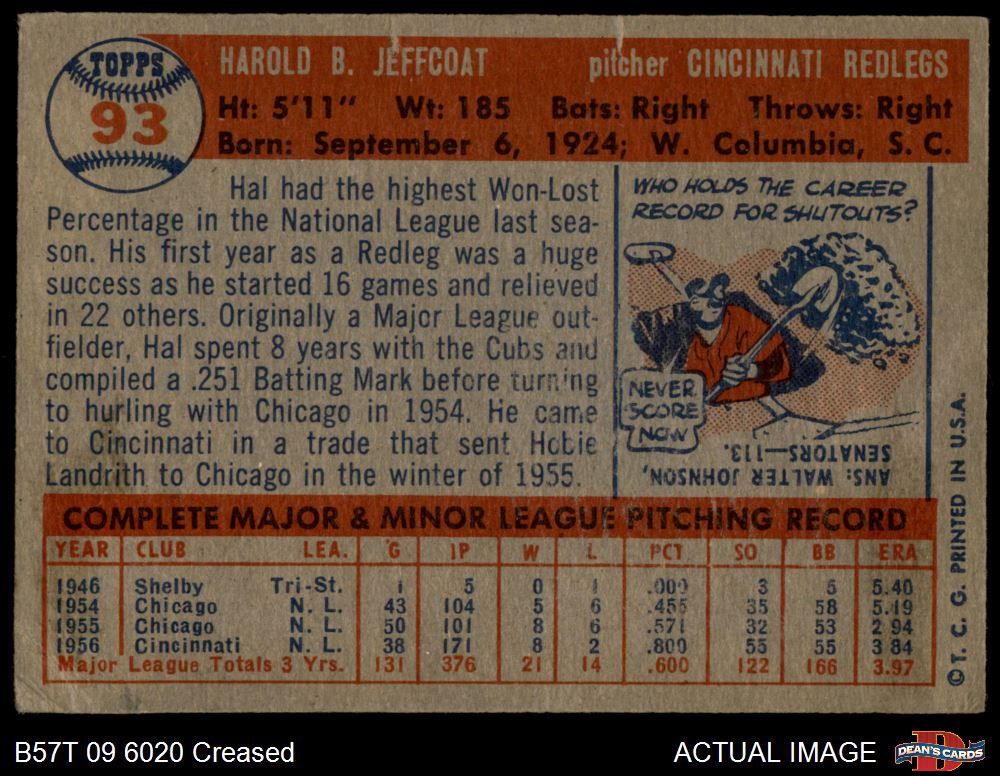 TOPPS
93
HAROLD B. JEFFCOAT pitcher CINCINNATI REDLEGS
Ht: 5'11" Wt: 185 Bats: Right Throws: Right
Born: September 6, 1924; W. Columbia, S. C.
Hal had the highest Won-Lost
Percentage in the National League last sea-
son. His first year as a Redleg was a huge
success as he started 16 games and relieved
in 22 others. Originally a Major League out-
fielder, Hal spent 8 years with the Cubs and
compiled a .251 Batting Mark before turning
to hurling with Chicago in 1954. He came
to Cincinnati in a trade that sent Hobie
Landrith to Chicago in the winter of 1955.
WHO HOLDS THE CAREER
RECORD FOR SHUTOUTS?
NEVER
SCORE
NOW
ANS: WALTER JOHNSON,
SENATORS—113.
COMPLETE MAJOR & MINOR LEAGUE PITCHING RECORD
YEAR CLUB LEA. G IP W L PCT SO BB ERA
1946 Shelby Tri-St. 1 5 0 1 .000 3 5 5.40
1954 Chicago N. L. 43 104 5 6 .455 35 58 5.19
1955 Chicago N. L. 50 101 8 6 .571 32 53 2.94
1956 Cincinnati N. L. 38 171 8 2 .800 55 55 3.84
Major League Totals 3 Yrs. 131 376 21 14 .600 122 166 3.97
©T. C. G. PRINTED IN U.S.A.
B57T 09 6020 Creased
ACTUAL IMAGE
D
DEAN'S CARDS